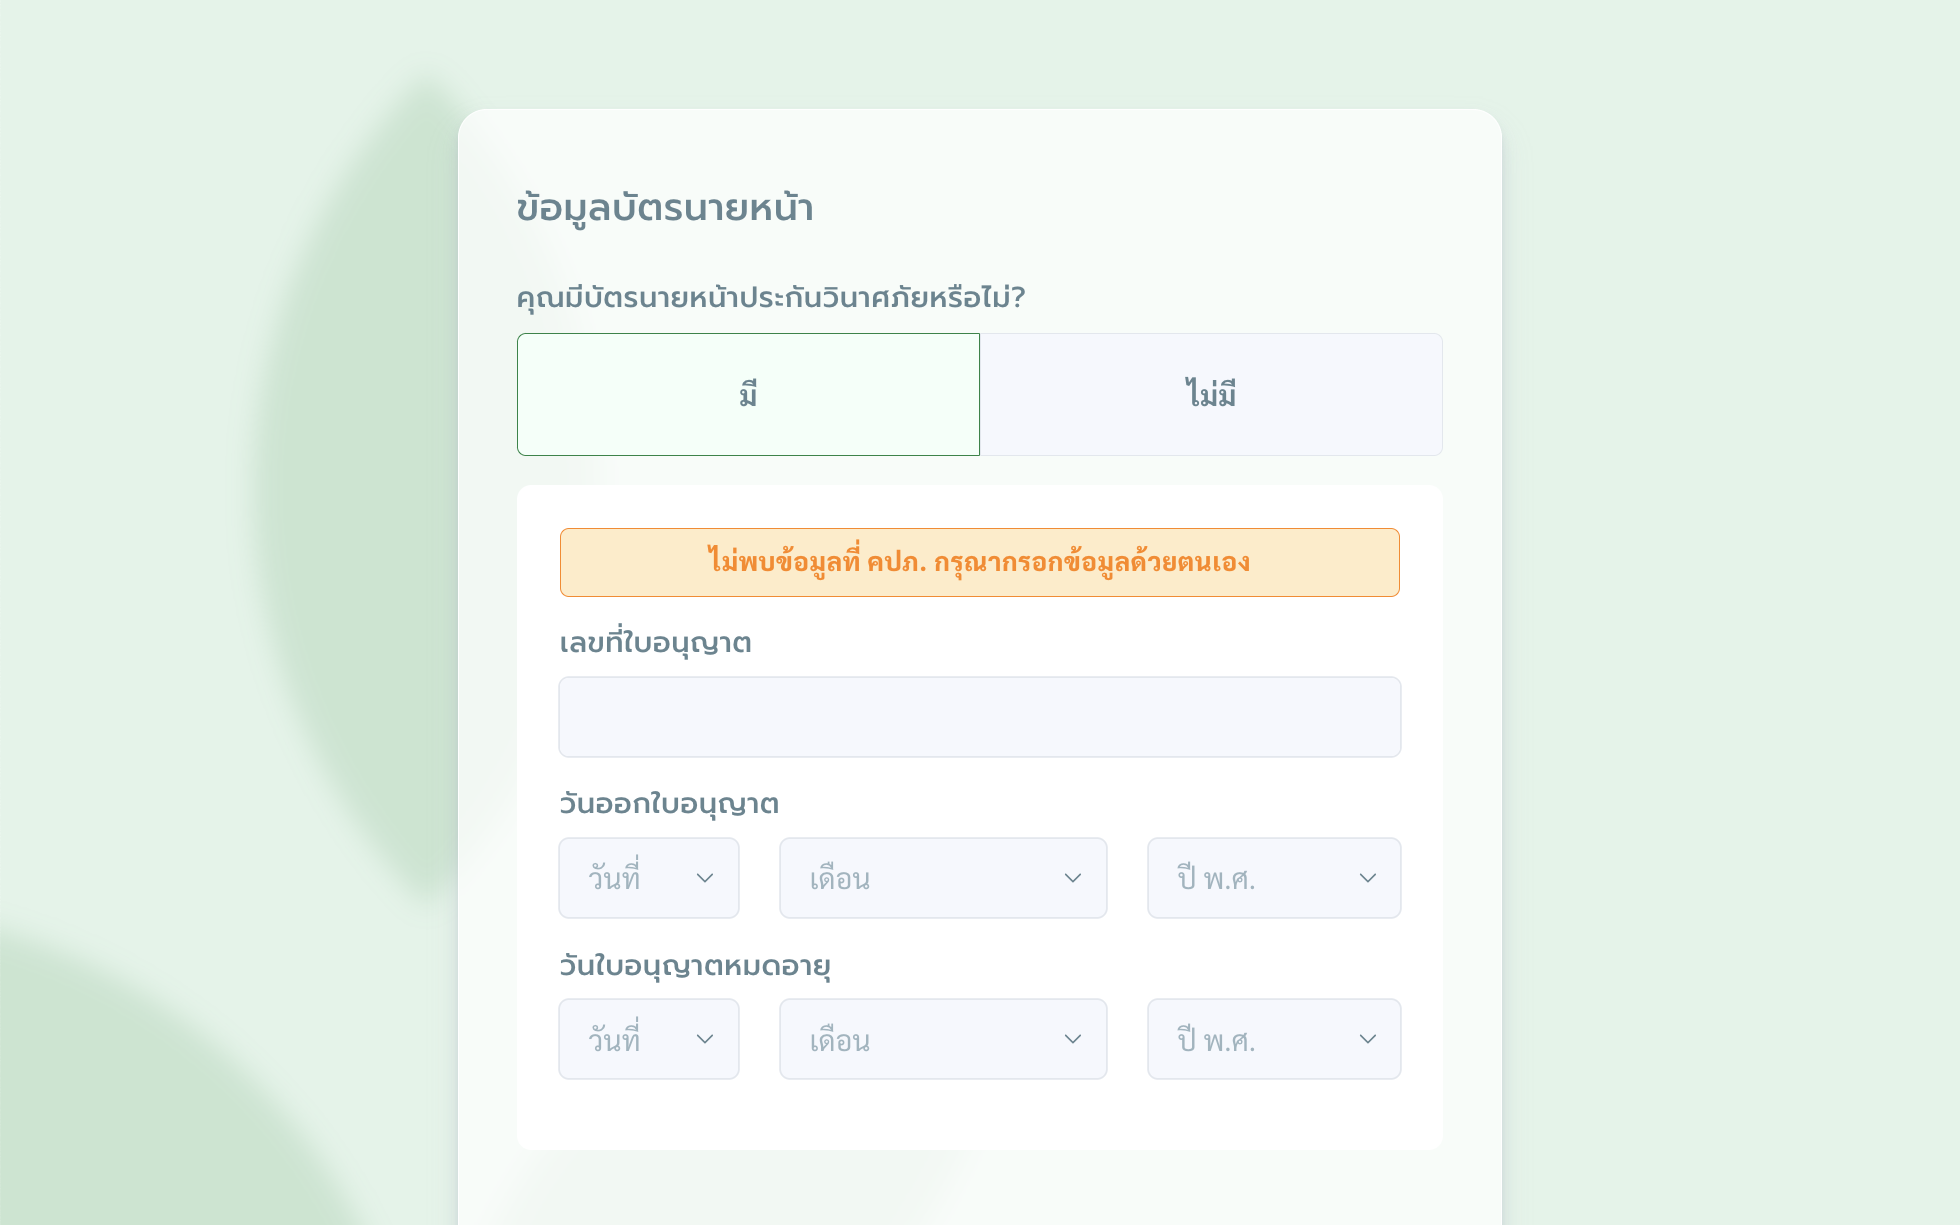 ข้อมูลบัตรนายหน้า
คุณมีบัตรนายหน้าประกันวินาศภัยหรือไม่?
มี
ไม่มี
ไม่พบข้อมูลที่ คปภ. กรุณากรอกข้อมูลด้วยตนเอง
เลขที่ใบอนุญาต
วันออกใบอนุญาต
วันที่ เดือน ปี พ.ศ.
วันใบอนุญาตหมดอายุ
วันที่ เดือน ปี พ.ศ.